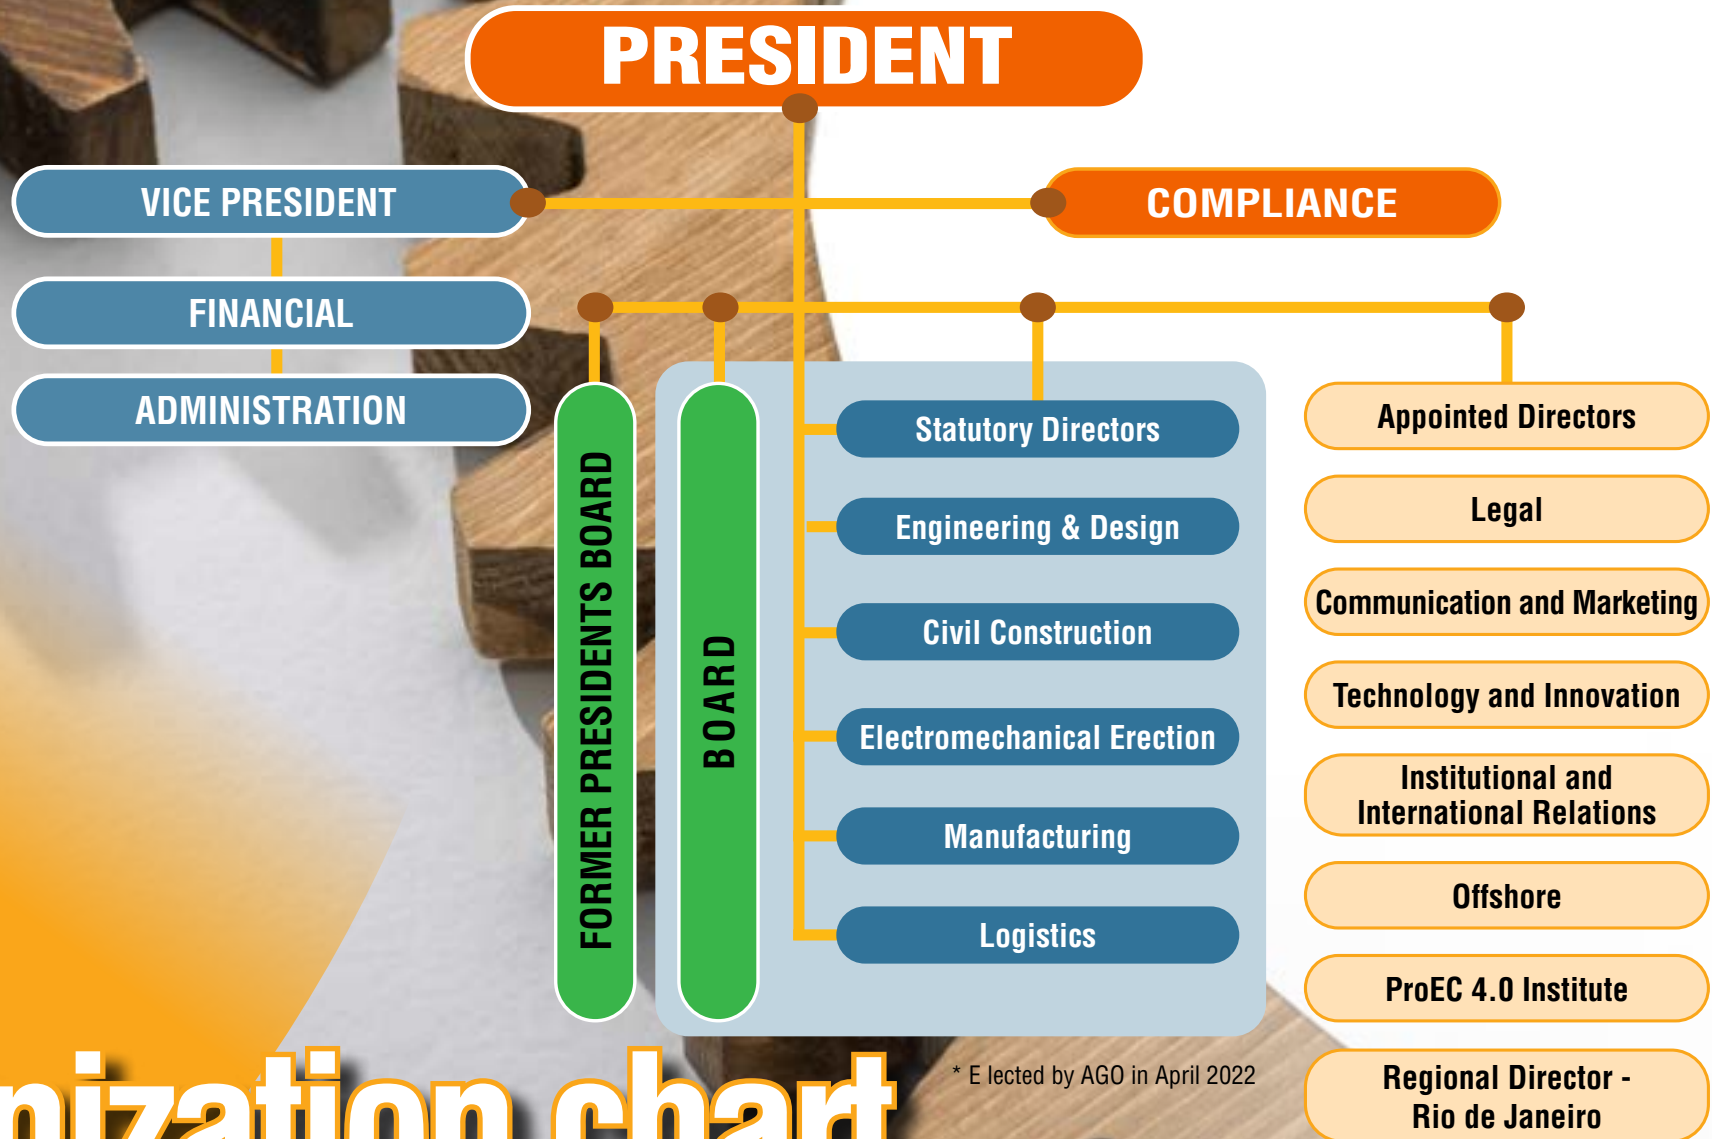 PRESIDENT
VICE PRESIDENT
COMPLIANCE
FINANCIAL
ADMINISTRATION
FORMER PRESIDENTS BOARD
BOARD
Statutory Directors
Engineering & Design
Civil Construction
Electromechanical Erection
Manufacturing
Logistics
Appointed Directors
Legal
Communication and Marketing
Technology and Innovation
Institutional and
International Relations
Offshore
ProEC 4.0 Institute
Regional Director -
Rio de Janeiro
* E lected by AGO in April 2022
nization chart